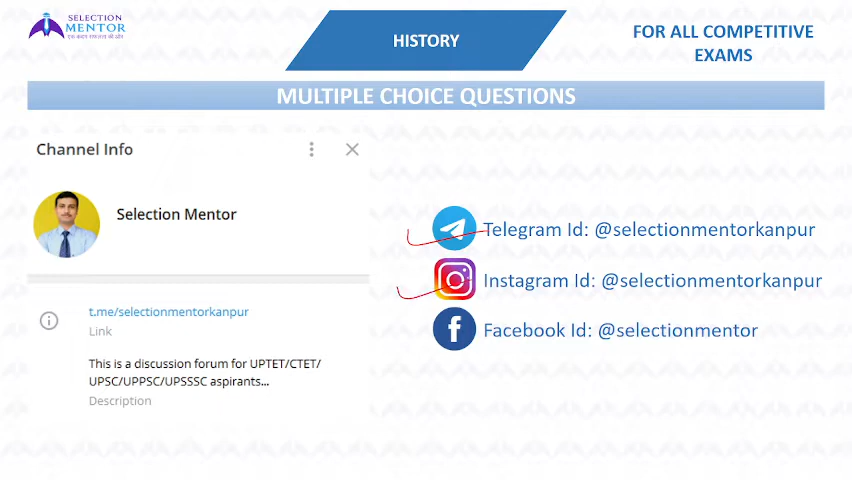 SELECTION
MENTOR
HISTORY
FOR ALL COMPETITIVE
EXAMS
MULTIPLE CHOICE QUESTIONS
Channel Info
Selection Mentor
t.me/selectionmentorkanpur
Link
This is a discussion forum for UPTET/CTET/
UPSC/UPPSC/UPSSSC aspirants...
Description
Telegram Id: @selectionmentorkanpur
Instagram Id: @selectionmentorkanpur
Facebook Id: @selectionmentor